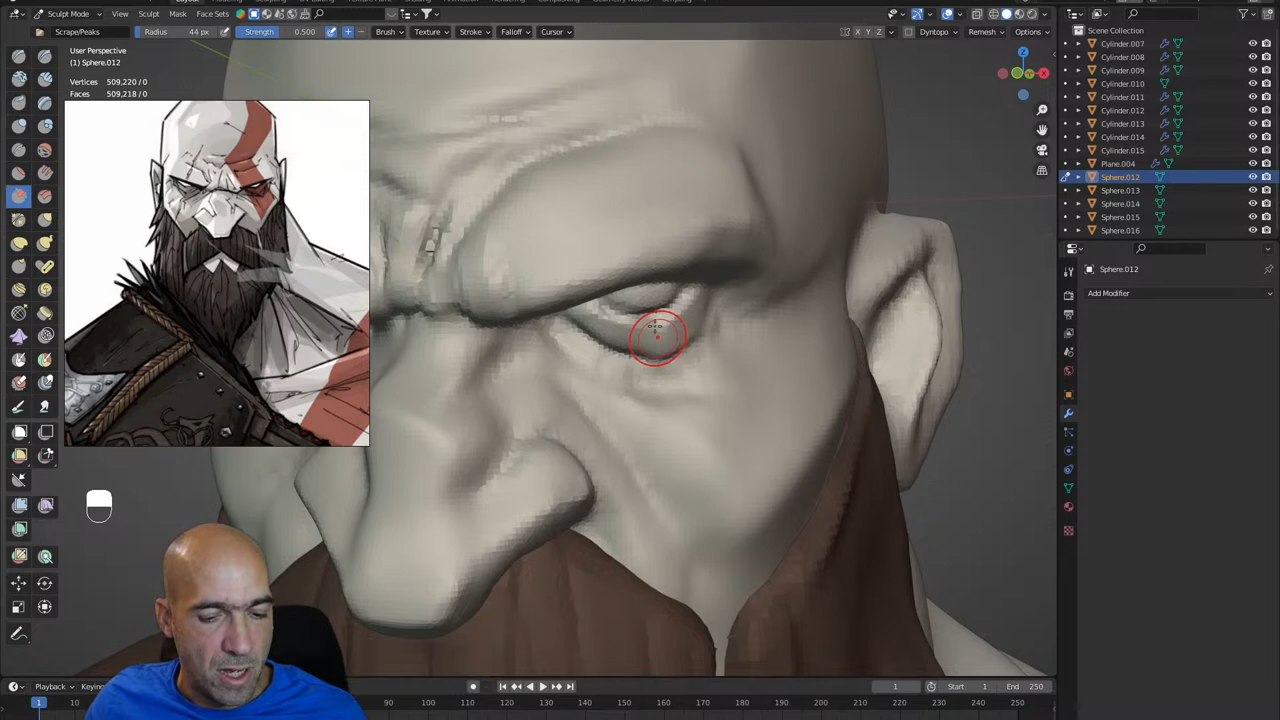 Sculpt Mode View Sculpt Mask Face Sets
Scrape/Peaks Radius 44 px Strength 0.500 Brush Texture Stroke Falloff Cursor X Y Z Dyntopo Remesh Options
User Perspective
(1) Sphere.012
Vertices 509,220 / 0
Faces 509,218 / 0
X
Z
Scene Collection
Cylinder.007
Cylinder.008
Cylinder.009
Cylinder.010
Cylinder.011
Cylinder.012
Cylinder.013
Cylinder.014
Cylinder.015
Plane.004
Sphere.012
Sphere.013
Sphere.014
Sphere.015
Sphere.016
Sphere.012
Add Modifier
Playback Keying 1 Start 1 End 250
1 10 80 90 100 110 120 130 140 150 160 170 180 190 200 210 220 230 240 250